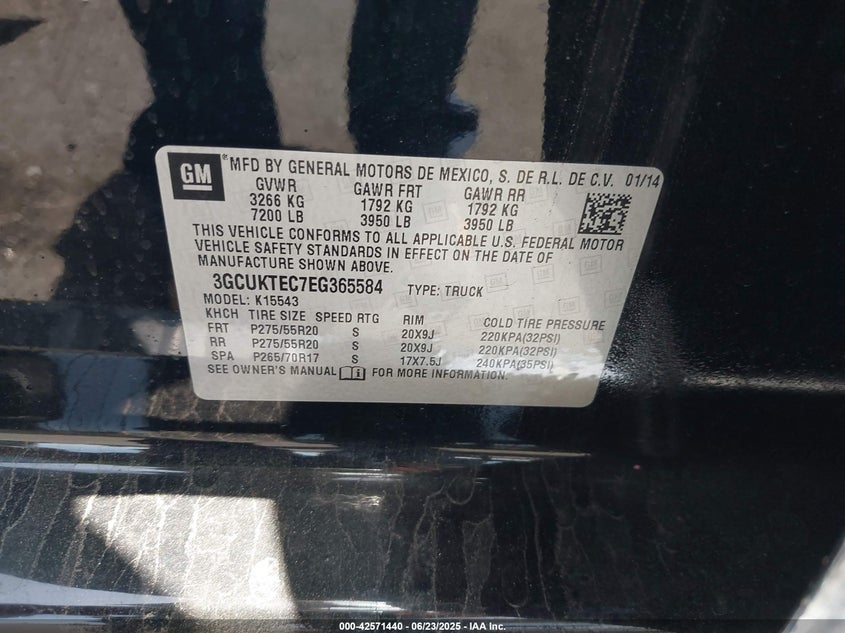 GM
®MFD BY GENERAL MOTORS DE MEXICO, S. DE R.L. DE C.V. 01/14
GVWR GAWR FRT GAWR RR
3266 KG 1792 KG 1792 KG
7200 LB 3950 LB 3950 LB
THIS VEHICLE CONFORMS TO ALL APPLICABLE U.S. FEDERAL MOTOR
VEHICLE SAFETY STANDARDS IN EFFECT ON THE DATE OF
MANUFACTURE SHOWN ABOVE.
3GCUKTEC7EG365584 TYPE: TRUCK
MODEL: K15543
KHCH TIRE SIZE SPEED RTG RIM COLD TIRE PRESSURE
FRT P275/55R20 S 20X9J 220KPA(32PSI)
RR P275/55R20 S 20X9J 220KPA(32PSI)
SPA P265/70R17 S 17X7.5J 240KPA(35PSI)
SEE OWNER'S MANUAL FOR MORE INFORMATION.
000-42571440 - 06/23/2025 - IAA Inc.